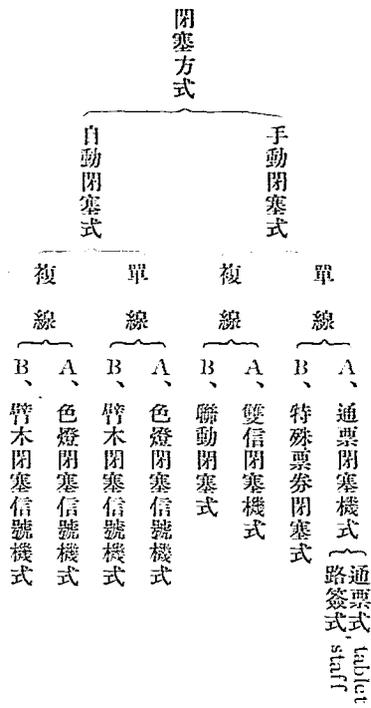 閉塞方式
手動閉塞式
單線
A、通票閉塞機式
通票式 tablet
路簽式 staff
B、特殊票券閉塞式
複線
A、雙信閉塞機式
B、聯動閉塞式
自動閉塞式
單線
A、色燈閉塞信號機式
B、臂木閉塞信號機式
複線
A、色燈閉塞信號機式
B、臂木閉塞信號機式